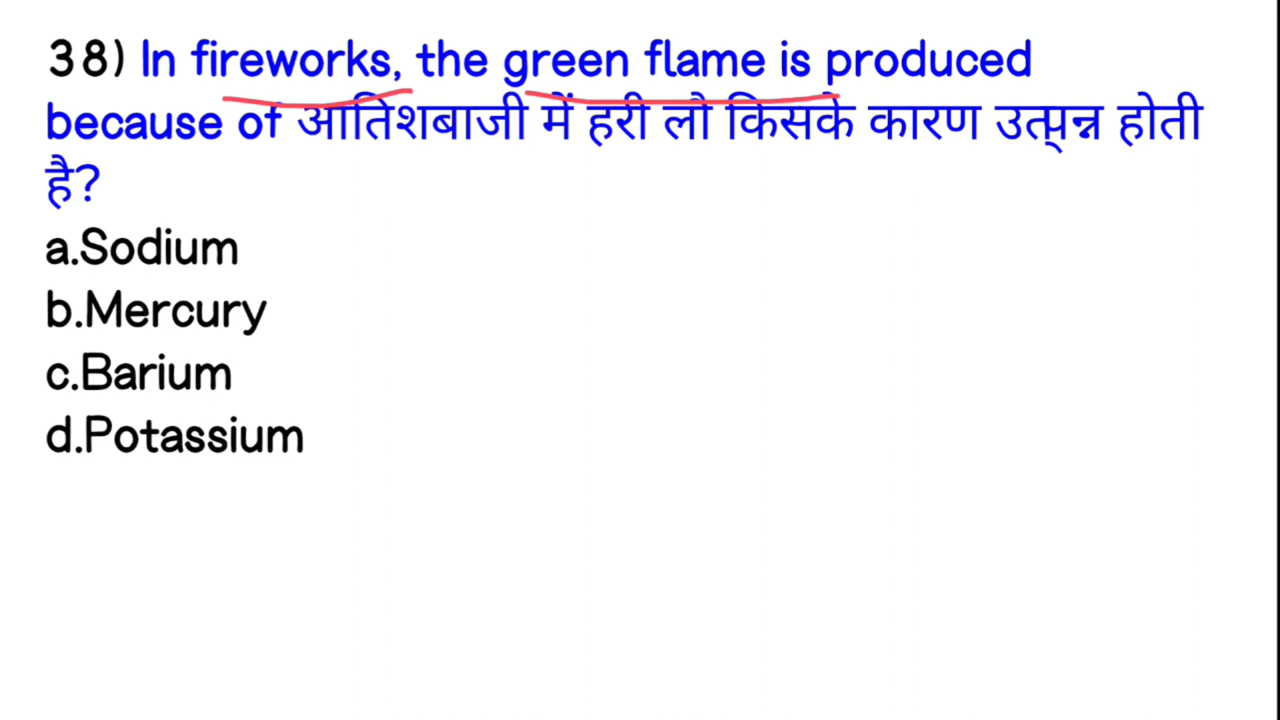 38) In fireworks, the green flame is produced
because of आतिशबाजी में हरी लौ किसके कारण उत्पन्न होती
है?
a.Sodium
b.Mercury
c.Barium
d.Potassium